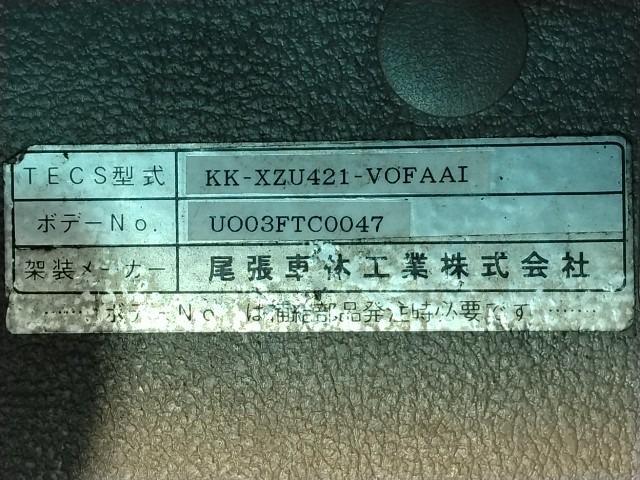 TECS型式 KK-XZU421-VOFAAI
ボデーNo. UO03FTC0047
架装メーカー 尾張車体工業株式会社
……ボデーNo.は補給部品発注時必要です……